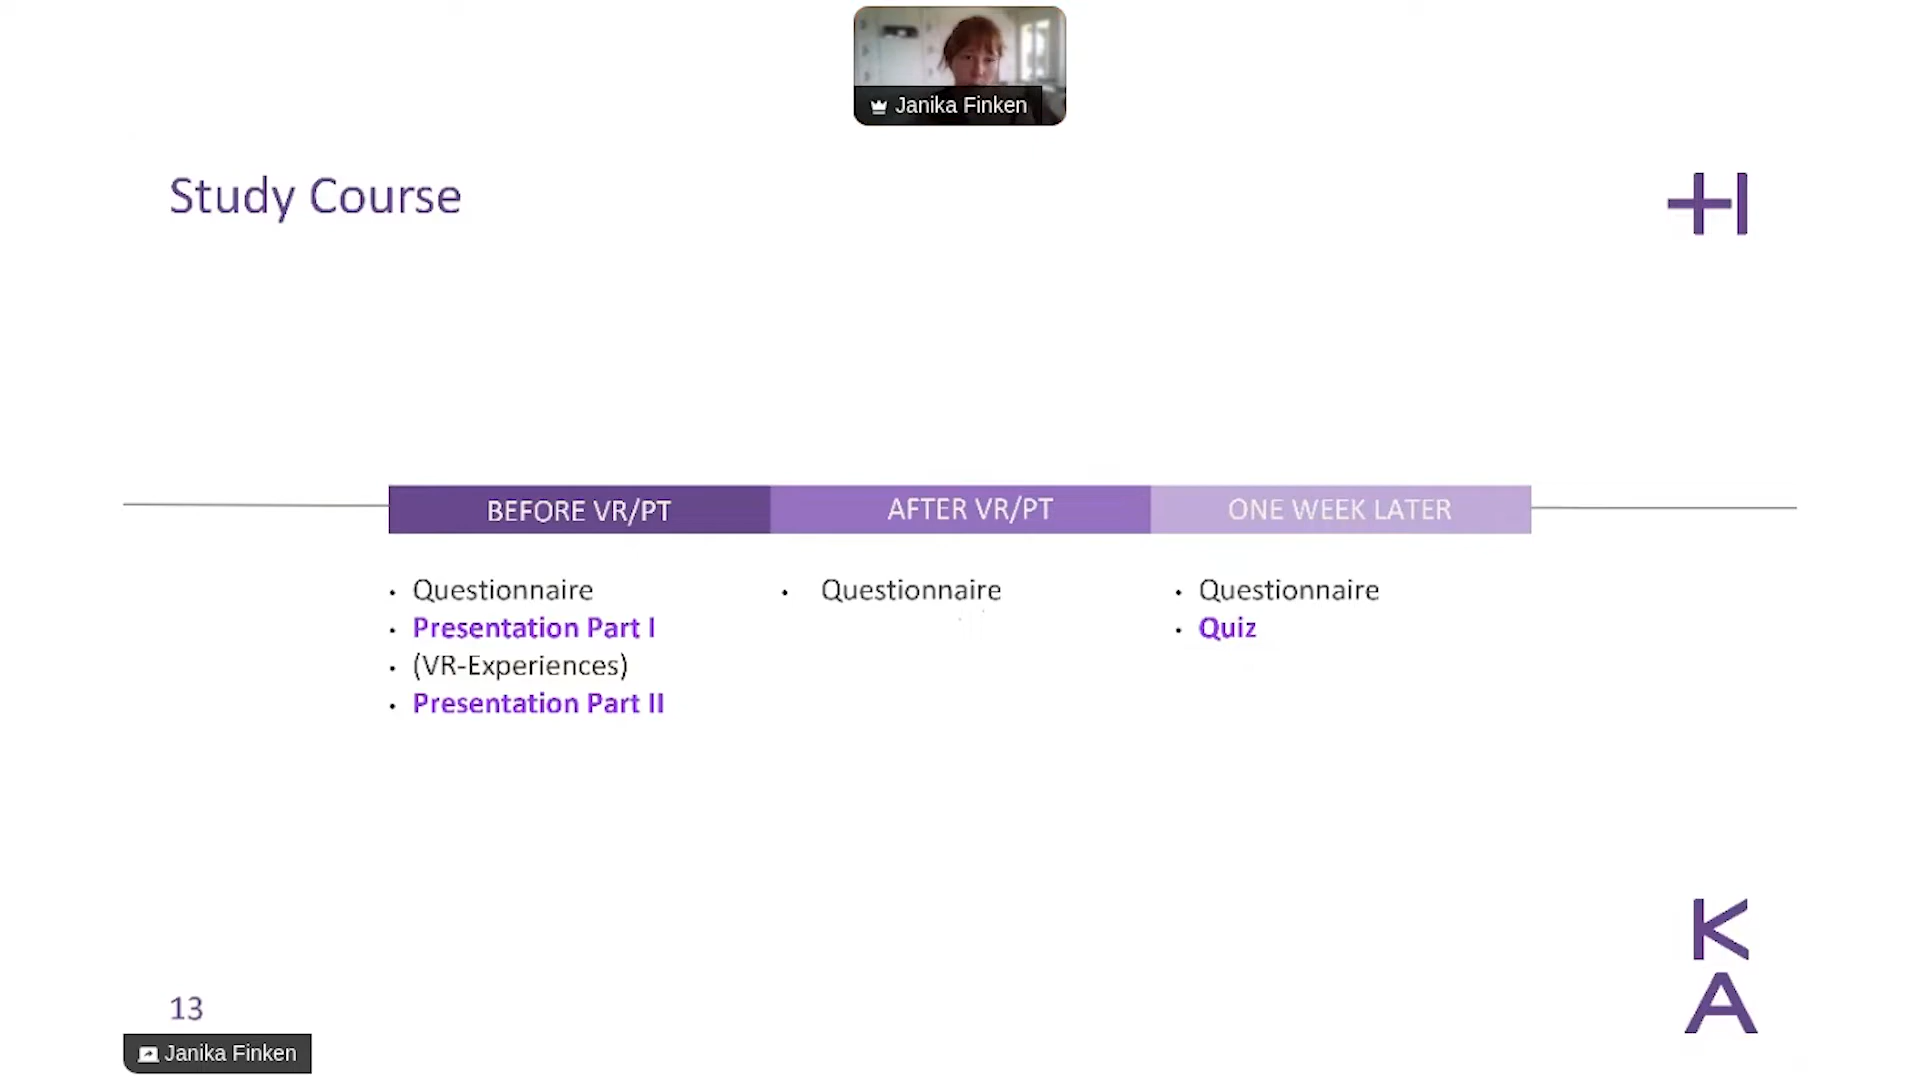 Janika Finken
Study Course
H
BEFORE VR/PT
AFTER VR/PT
ONE WEEK LATER
• Questionnaire
• Presentation Part I
• (VR-Experiences)
• Presentation Part II
• Questionnaire
• Questionnaire
• Quiz
K
A
13
Janika Finken